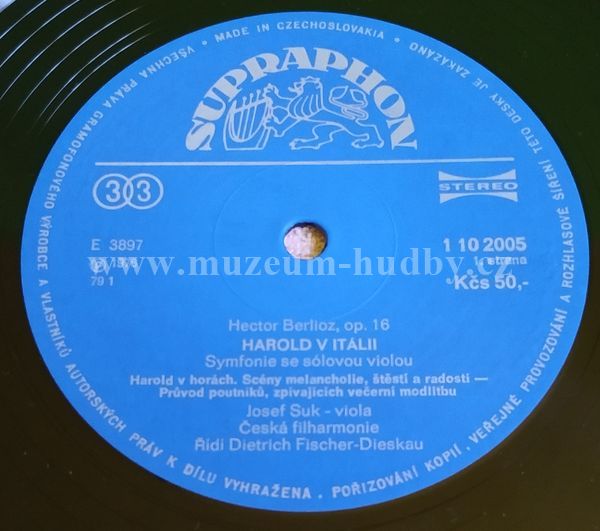 MADE IN CZECHOSLOVAKIA • VŠECHNA PRÁVA GRAMOFONOVÉHO VÝROBCE A VLASTNÍKŮ AUTORSKÝCH PRÁV K DÍLU VYHRAŽENA . POŘIZOVÁNÍ KOPIÍ , VEŘEJNÉ PROVOZOVÁNÍ A ROZHLASOVÉ ŠÍŘENÍ TÉTO DESKY JE ZAKÁZÁNO •
SUPRAPHON
33
STEREO
E 3897
1 10 2005
strana
79 1
Kčs 50,-
www.muzeum-hudby.cz
Hector Berlioz, op. 16
HAROLD V ITÁLII
Symfonie se sólovou violou
Harold v horách. Scény melancholie, štěstí a radosti —
Průvod poutníků, zpívajících večerní modlitbu
Josef Suk - viola
Česká filharmonie
Řídí Dietrich Fischer-Dieskau